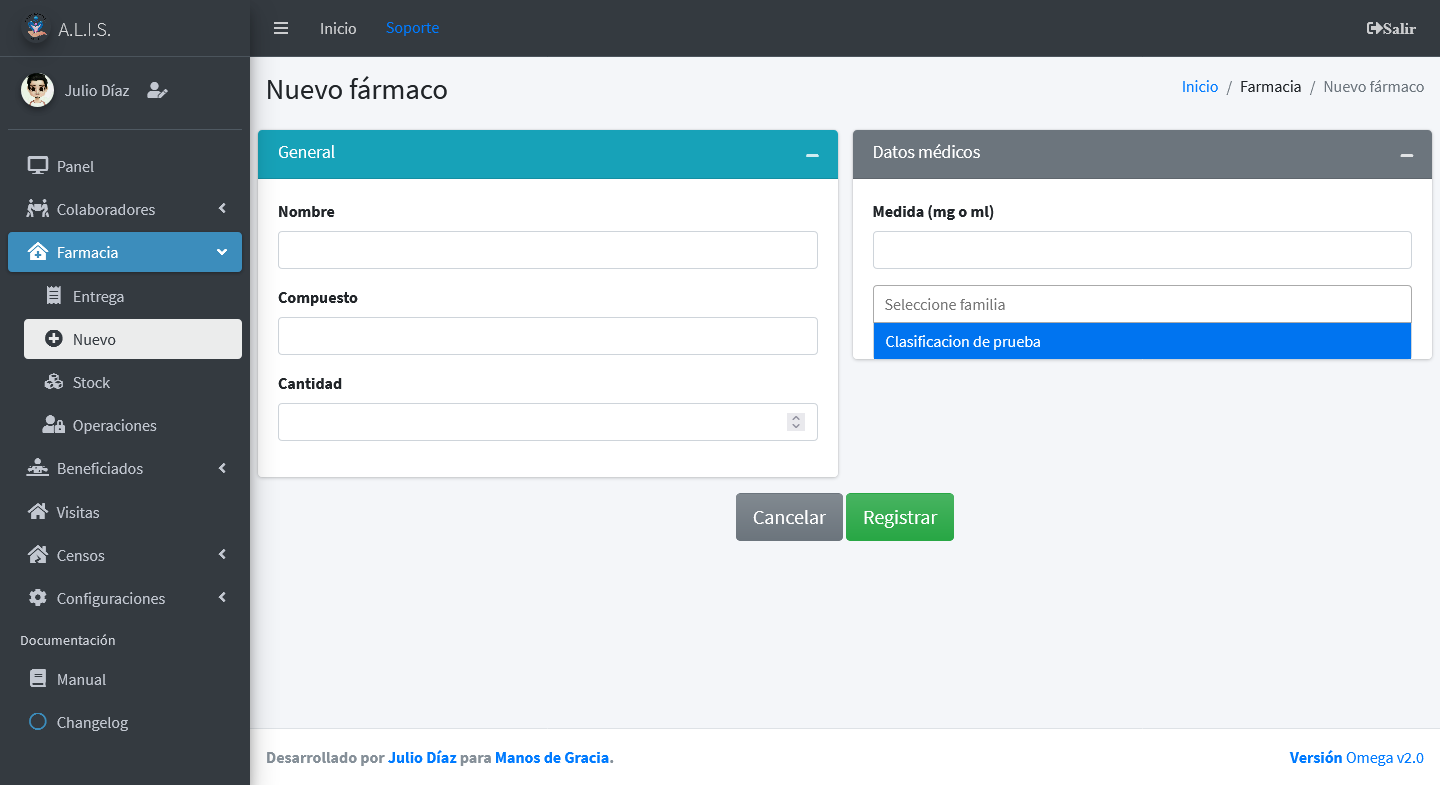 A.L.I.S.
Inicio
Soporte
Salir
Julio Díaz
Panel
Colaboradores
Farmacia
Entrega
Nuevo
Stock
Operaciones
Beneficiados
Visitas
Censos
Configuraciones
Documentación
Manual
Changelog
Nuevo fármaco
Inicio / Farmacia / Nuevo fármaco
General
Nombre
Compuesto
Cantidad
Datos médicos
Medida (mg o ml)
Seleccione familia
Clasificacion de prueba
Cancelar
Registrar
Desarrollado por Julio Díaz para Manos de Gracia.
Versión Omega v2.0